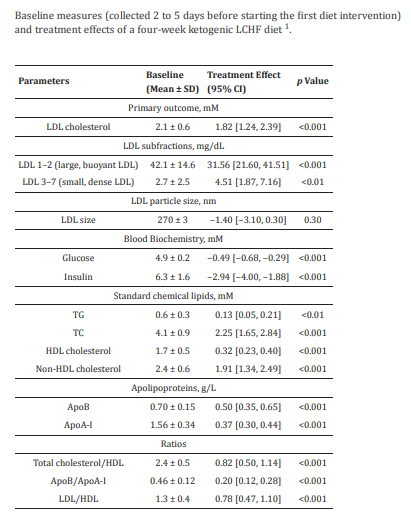 Baseline measures (collected 2 to 5 days before starting the first diet intervention)
and treatment effects of a four-week ketogenic LCHF diet ¹.
Parameters Baseline (Mean ± SD) Treatment Effect (95% CI) p Value
Primary outcome, mM
LDL cholesterol 2.1 ± 0.6 1.82 [1.24, 2.39] <0.001
LDL subfractions, mg/dL
LDL 1–2 (large, buoyant LDL) 42.1 ± 14.6 31.56 [21.60, 41.51] <0.001
LDL 3–7 (small, dense LDL) 2.7 ± 2.5 4.51 [1.87, 7.16] <0.01
LDL particle size, nm
LDL size 270 ± 3 −1.40 [−3.10, 0.30] 0.30
Blood Biochemistry, mM
Glucose 4.9 ± 0.2 −0.49 [−0.68, −0.29] <0.001
Insulin 6.3 ± 1.6 −2.94 [−4.00, −1.88] <0.001
Standard chemical lipids, mM
TG 0.6 ± 0.3 0.13 [0.05, 0.21] <0.01
TC 4.1 ± 0.9 2.25 [1.65, 2.84] <0.001
HDL cholesterol 1.7 ± 0.5 0.32 [0.23, 0.40] <0.001
Non-HDL cholesterol 2.4 ± 0.6 1.91 [1.34, 2.49] <0.001
Apolipoproteins, g/L
ApoB 0.70 ± 0.15 0.50 [0.35, 0.65] <0.001
ApoA-I 1.56 ± 0.34 0.37 [0.30, 0.44] <0.001
Ratios
Total cholesterol/HDL 2.4 ± 0.5 0.82 [0.50, 1.14] <0.001
ApoB/ApoA-I 0.46 ± 0.12 0.20 [0.12, 0.28] <0.001
LDL/HDL 1.3 ± 0.4 0.78 [0.47, 1.10] <0.001